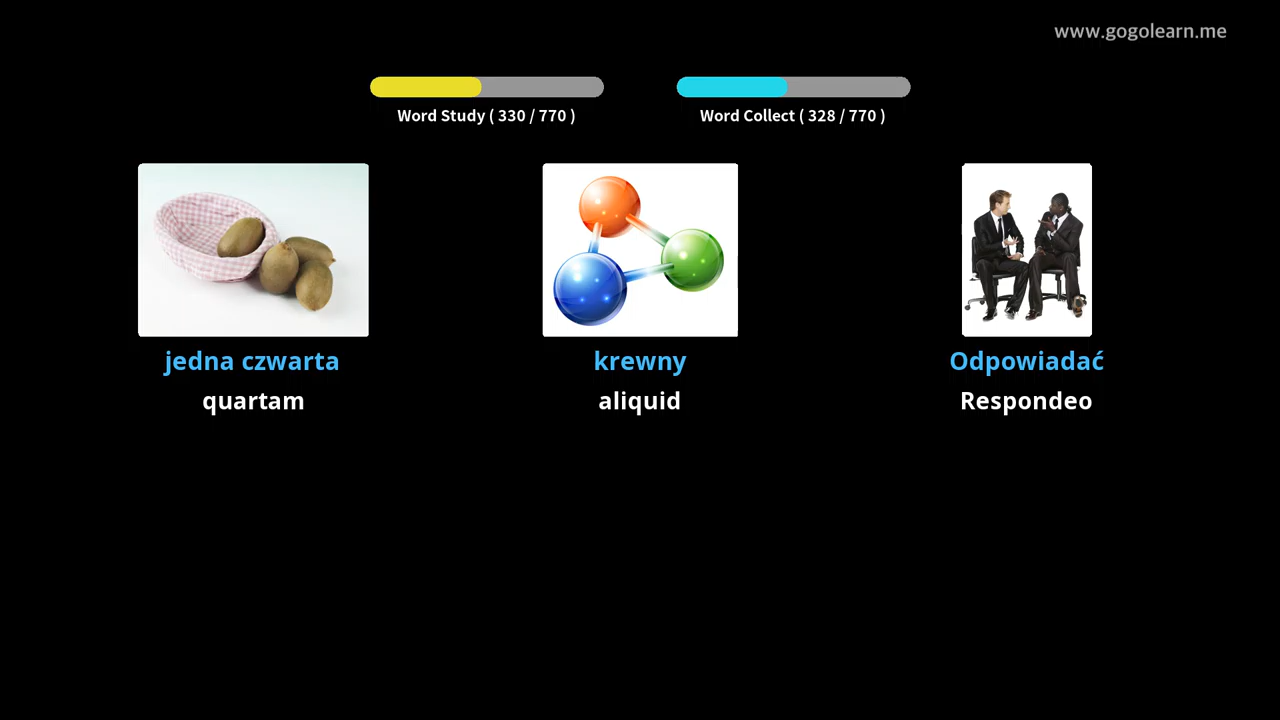 www.gogolearn.me
Word Study ( 330 / 770 )
Word Collect ( 328 / 770 )
jedna czwarta
quartam
krewny
aliquid
Odpowiadać
Respondeo